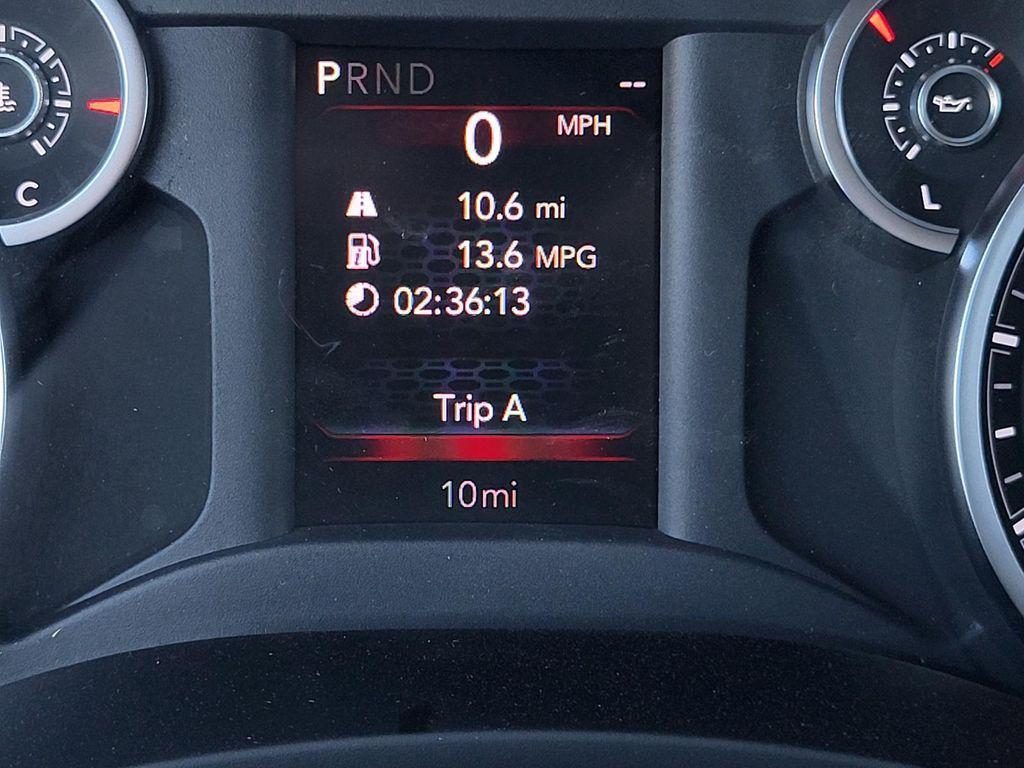 PRND --
0 MPH
10.6 mi
13.6 MPG
02:36:13
Trip A
10mi
C
L